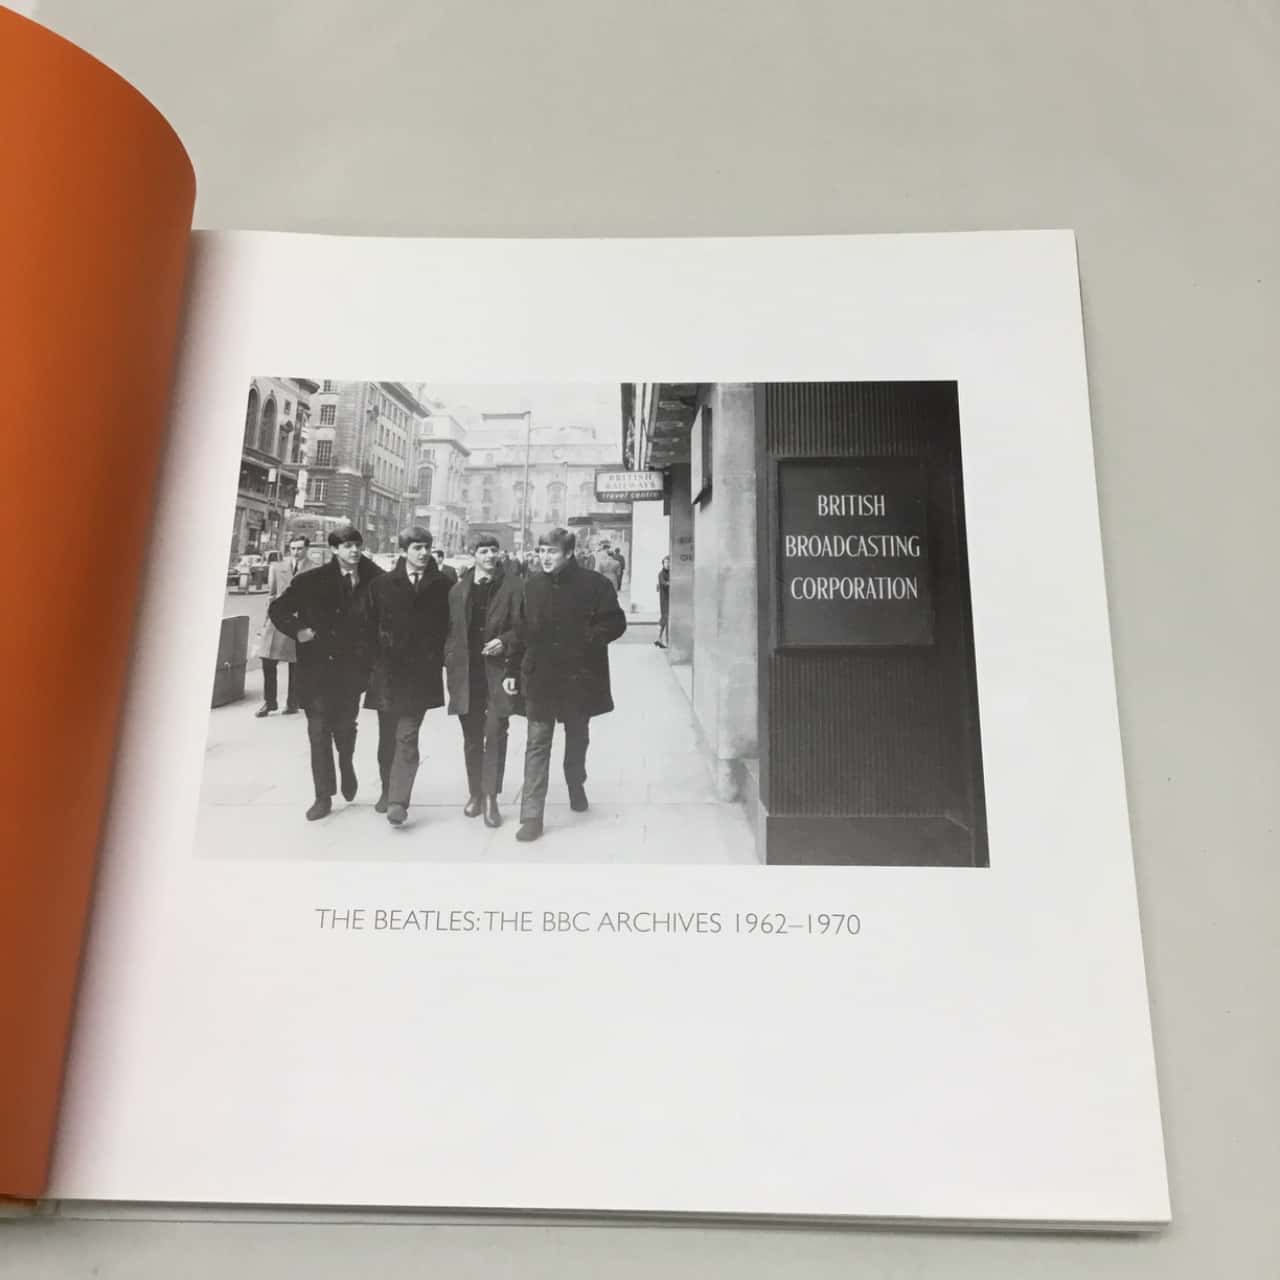 BRITISH
RAILWAYS
travel centre
BRITISH
BROADCASTING
CORPORATION
THE BEATLES: THE BBC ARCHIVES 1962–1970